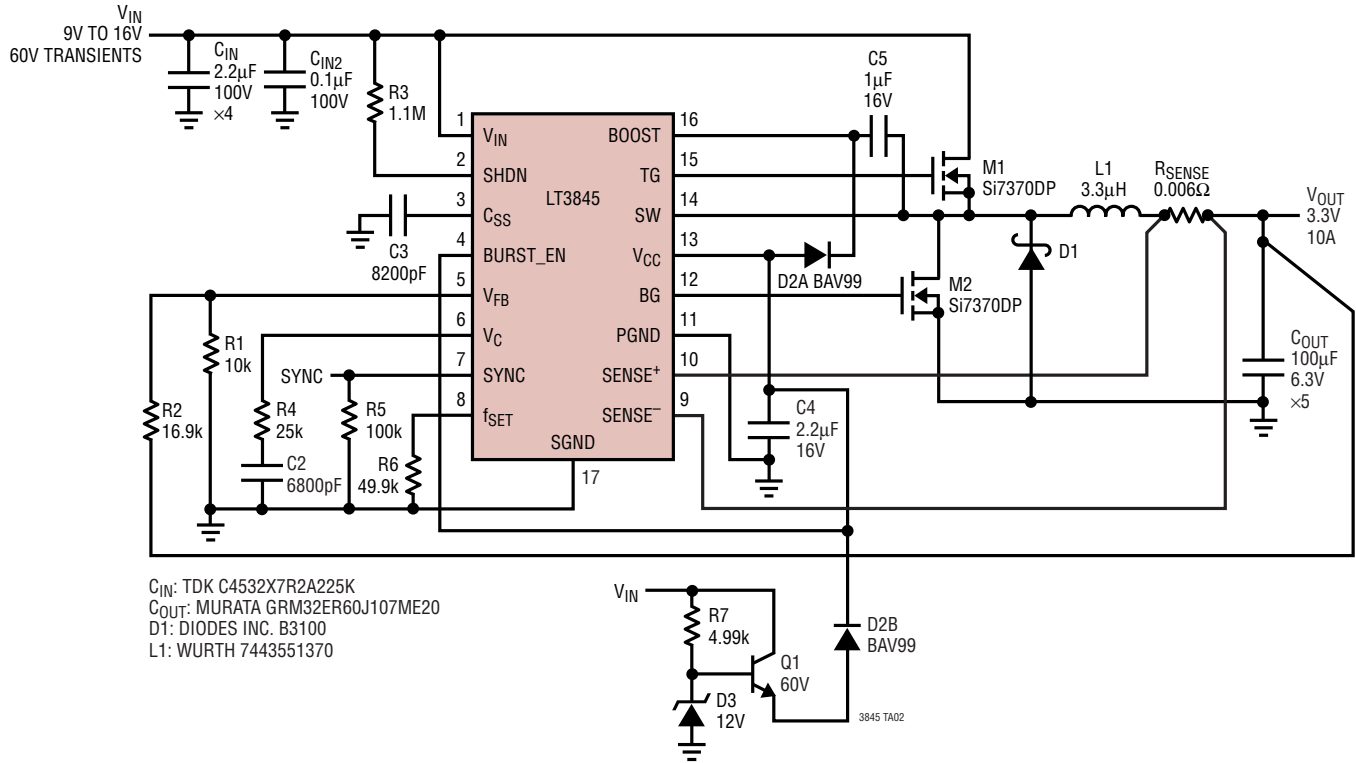 VIN
9V TO 16V
60V TRANSIENTS
CIN
2.2µF
100V
×4
CIN2
0.1µF
100V
R3
1.1M
C5
1µF
16V
1
VIN
2
SHDN
3
CSS
4
BURST_EN
5
VFB
6
VC
7
SYNC
8
fSET
LT3845
SGND
17
16
BOOST
15
TG
14
SW
13
VCC
12
BG
11
PGND
10
SENSE+
9
SENSE–
C3
8200pF
M1
Si7370DP
L1
3.3µH
RSENSE
0.006Ω
VOUT
3.3V
10A
D2A BAV99
M2
Si7370DP
D1
R1
10k
SYNC
R2
16.9k
R4
25k
R5
100k
C2
6800pF
R6
49.9k
C4
2.2µF
16V
COUT
100µF
6.3V
×5
CIN: TDK C4532X7R2A225K
COUT: MURATA GRM32ER60J107ME20
D1: DIODES INC. B3100
L1: WURTH 7443551370
VIN
R7
4.99k
Q1
60V
D3
12V
D2B
BAV99
3845 TA02